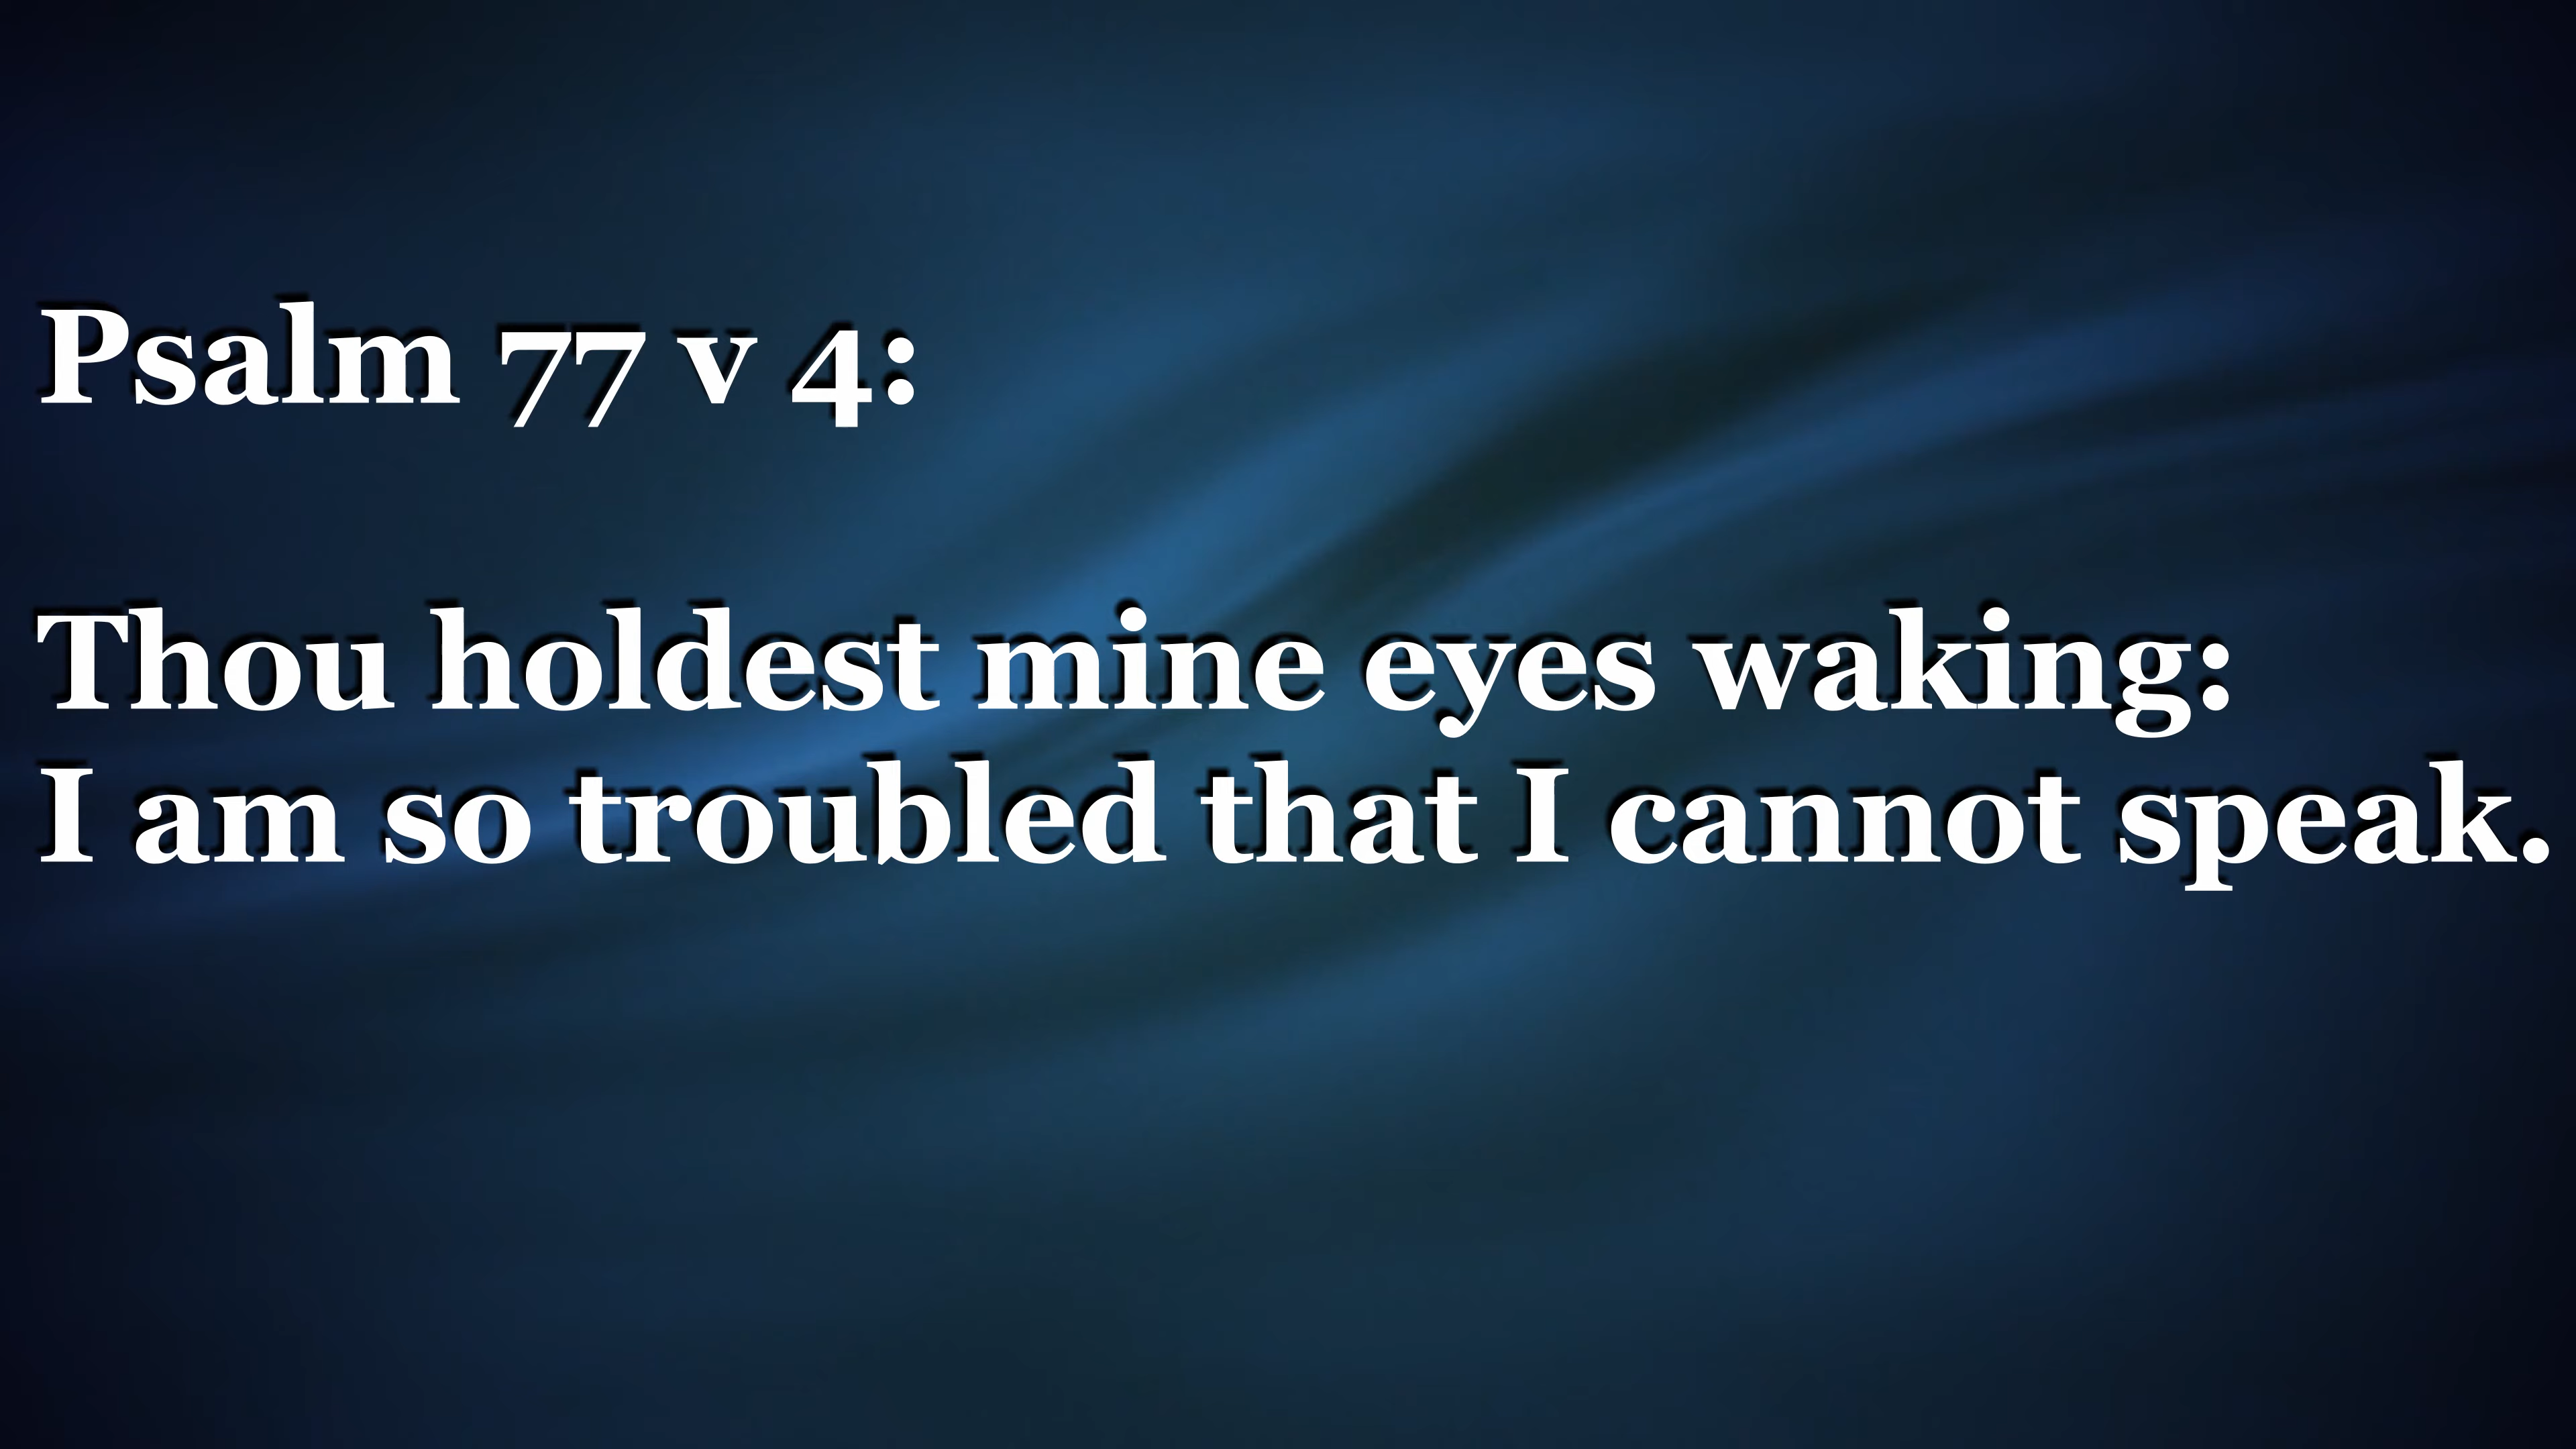 Psalm 77 v 4:
Thou holdest mine eyes waking:
I am so troubled that I cannot speak.